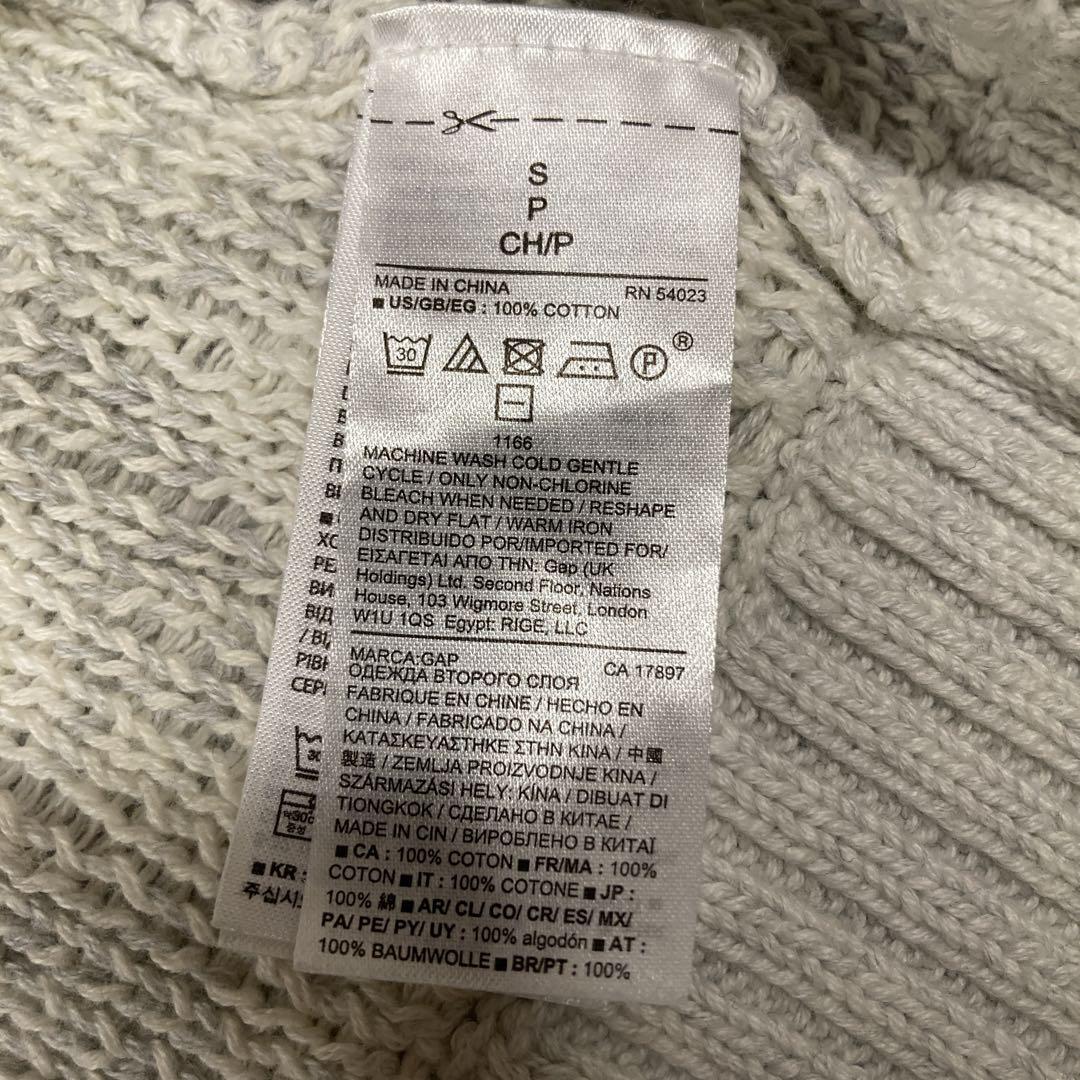 S
P
CH/P
MADE IN CHINA RN 54023
■ US/GB/EG : 100% COTTON
30 P ®
1166
MACHINE WASH COLD GENTLE
CYCLE / ONLY NON-CHLORINE
BLEACH WHEN NEEDED / RESHAPE
AND DRY FLAT / WARM IRON
DISTRIBUIDO POR/IMPORTED FOR/
ΕΙΣΑΓΕΤΑΙ ΑΠΟ ΤΗΝ: Gap (UK
Holdings) Ltd. Second Floor, Nations
House, 103 Wigmore Street, London
W1U 1QS Egypt: RIGE, LLC
MARCA:GAP CA 17897
ОДЕЖДА ВТОРОГО СЛОЯ
FABRIQUE EN CHINE / HECHO EN
CHINA / FABRICADO NA CHINA /
ΚΑΤΑΣΚΕΥΑΣΤΗΚΕ ΣΤΗΝ ΚΙΝΑ / 中國
製造 / ZEMLJA PROIZVODNJE KINA /
SZÁRMAZÁSI HELY: KÍNA / DIBUAT DI
TIONGKOK / СДЕЛАНО В КИТАЕ /
MADE IN CIN / ВИРОБЛЕНО В КИТАЇ
■ CA : 100% COTON ■ FR/MA : 100%
COTON ■ IT : 100% COTONE ■ JP :
100% 綿 ■ AR/ CL/ CO/ CR/ ES/ MX/
PA/ PE/ PY/ UY : 100% algodón ■ AT :
100% BAUMWOLLE ■ BR/PT : 100%
■ KR :
주십시